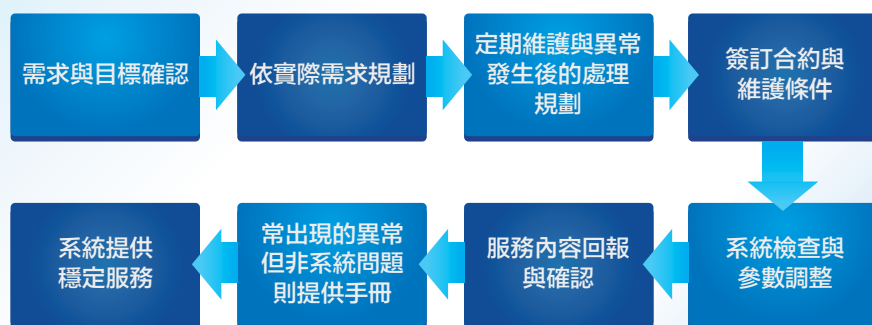 需求與目標確認
依實際需求規劃
定期維護與異常
發生後的處理
規劃
簽訂合約與
維護條件
系統檢查與
參數調整
服務內容回報
與確認
常出現的異常
但非系統問題
則提供手冊
系統提供
穩定服務